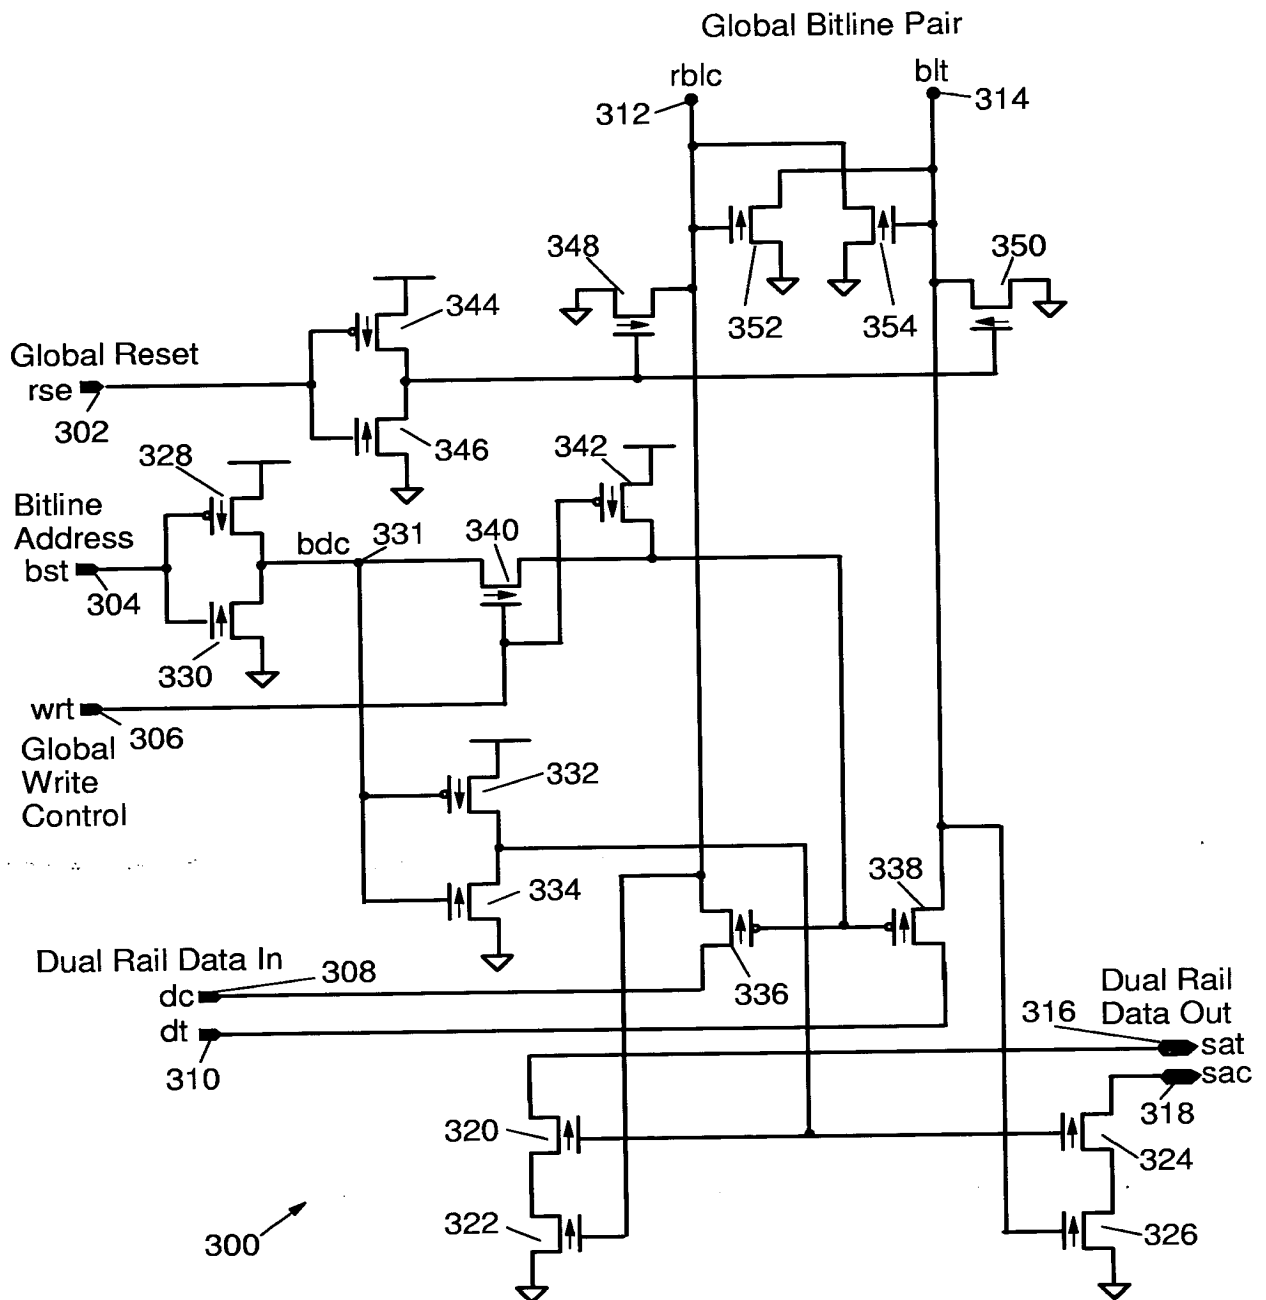 Global Bitline Pair
rblc
blt
312
314
348
350
344
352
354
Global Reset
rse
302
346
342
328
Bitline
Address
bst
304
bdc
331
340
330
wrt
306
Global
Write
Control
332
334
338
Dual Rail Data In
308
dc
336
dt
310
Dual Rail
Data Out
316
sat
sac
318
320
324
322
326
300